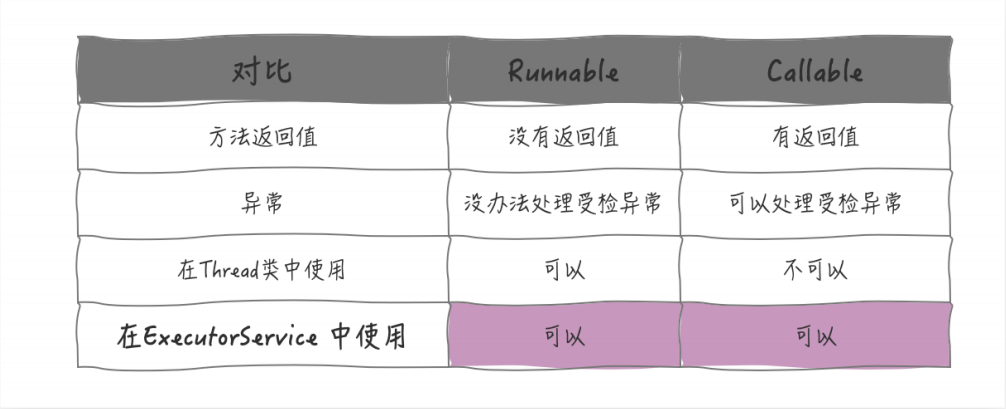 对比 Runnable Callable
方法返回值 没有返回值 有返回值
异常 没办法处理受检异常 可以处理受检异常
在Thread类中使用 可以 不可以
在ExecutorService 中使用 可以 可以